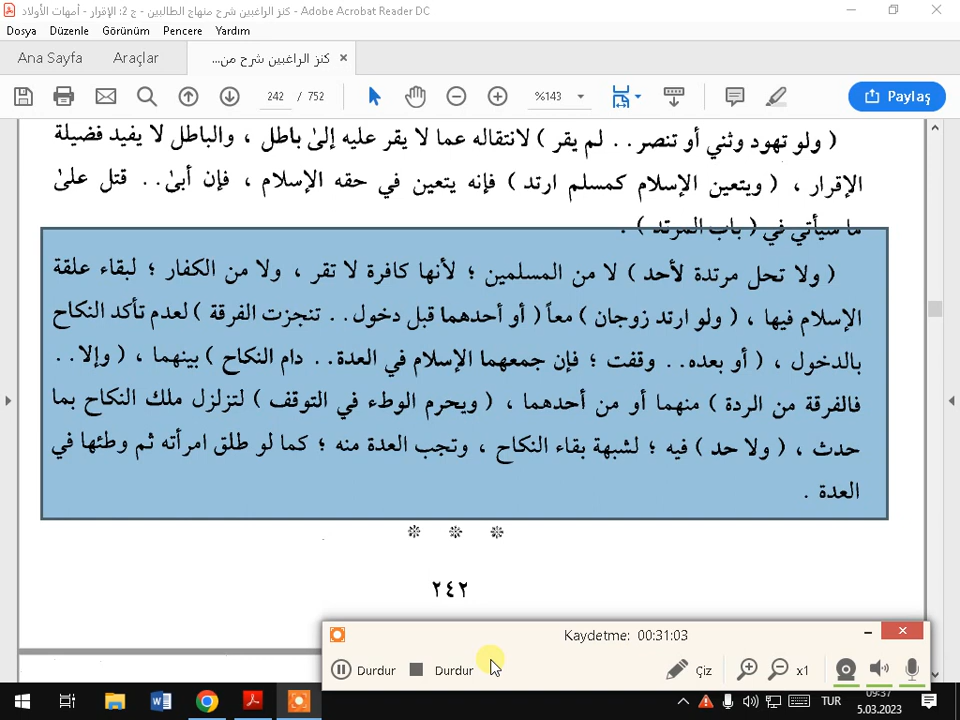 كنز الراغبين شرح منهاج الطالبين - ج 2: الإقرار - أمهات الأولاد - Adobe Acrobat Reader DC
Dosya Düzenle Görünüm Pencere Yardım
Ana Sayfa Araçlar كنز الراغبين شرح من...
242 / 752 %143 Paylaş
( ولو تهود وثني أو تنصر . . لم يقر ) لانتقاله عما لا يقر عليه إلىٰ باطل ، والباطل لا يفيد فضيلة
الإقرار ، ( ويتعين الإسلام كمسلم ارتد ) فإنه يتعين في حقه الإسلام ، فإن أبىٰ . . قتل علىٰ
ما سيأتي في ( باب المرتد ) .
( ولا تحل مرتدة لأحد ) لا من المسلمين ؛ لأنها كافرة لا تقر ، ولا من الكفار ؛ لبقاء علقة
الإسلام فيها ، ( ولو ارتد زوجان ) معاً ( أو أحدهما قبل دخول . . تنجزت الفرقة ) لعدم تأكد النكاح
بالدخول ، ( أو بعده . . وقفت ؛ فإن جمعهما الإسلام في العدة . . دام النكاح ) بينهما ، ( وإلا . .
فالفرقة من الردة ) منهما أو من أحدهما ، ( ويحرم الوطء في التوقف ) لتزلزل ملك النكاح بما
حدث ، ( ولا حد ) فيه ؛ لشبهة بقاء النكاح ، وتجب العدة منه ؛ كما لو طلق امرأته ثم وطئها في
العدة .
٢٤٢
Kaydetme: 00:31:03
Durdur Durdur Çiz x1
TUR 09:37
5.03.2023